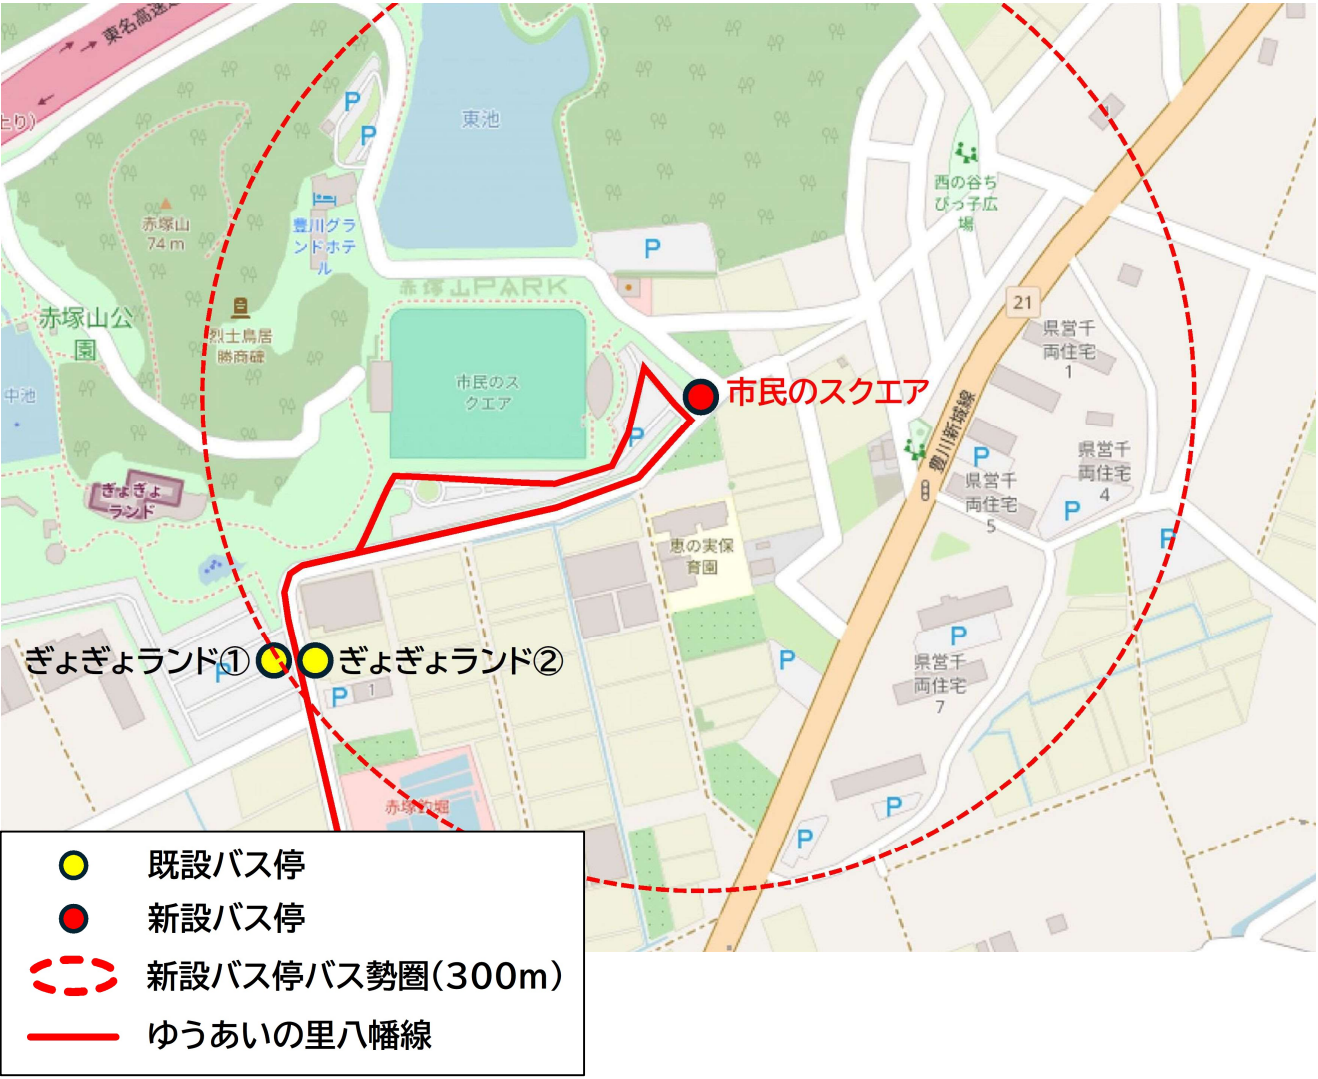 東名高速道
上り)
P
P
東池
赤塚山
74 m
豊川グラ
ンドホテ
ル
西の谷ち
びっ子広
場
P
赤塚山PARK
赤塚山公
園
烈士鳥居
勝商碑
中池
21
県営千
両住宅
1
市民のス
クエア
市民のスクエア
P
豊川新城線
P
県営千
両住宅
4
県営千
両住宅
5
P
P
ぎょぎょ
ランド
恵の実保
育園
ぎょぎょランド①
P
ぎょぎょランド②
P
1
P
P
県営千
両住宅
7
赤塚釣堀
P
P
既設バス停
新設バス停
新設バス停バス勢圏(300m)
ゆうあいの里八幡線